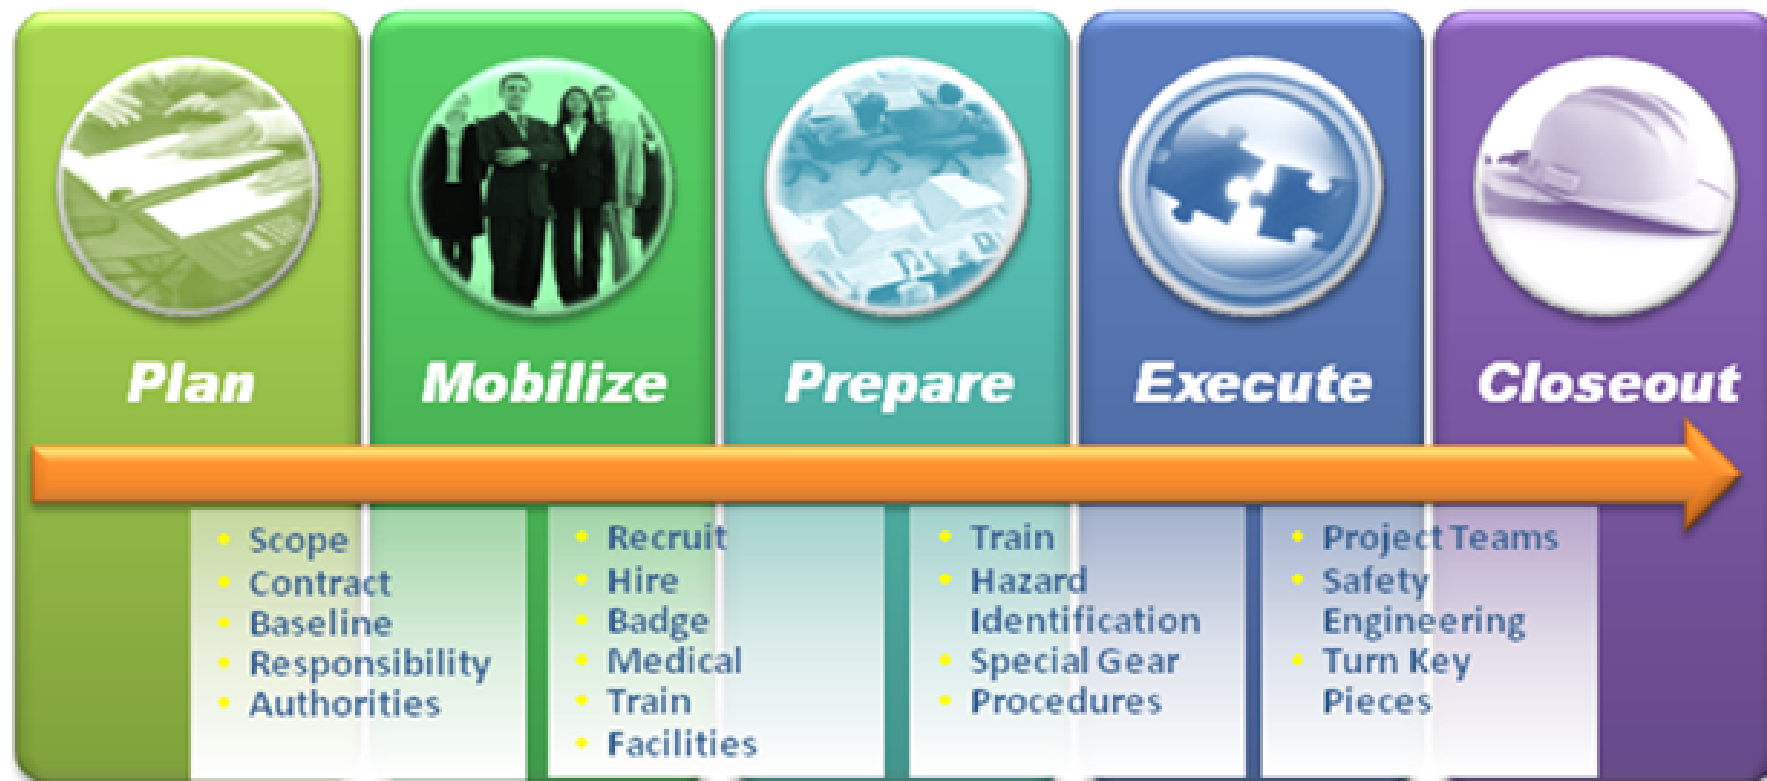 Plan
Mobilize
Prepare
Execute
Closeout
• Scope
• Contract
• Baseline
• Responsibility
• Authorities
• Recruit
• Hire
• Badge
• Medical
• Train
• Facilities
• Train
• Hazard
Identification
• Special Gear
• Procedures
• Project Teams
• Safety
Engineering
• Turn Key
Pieces